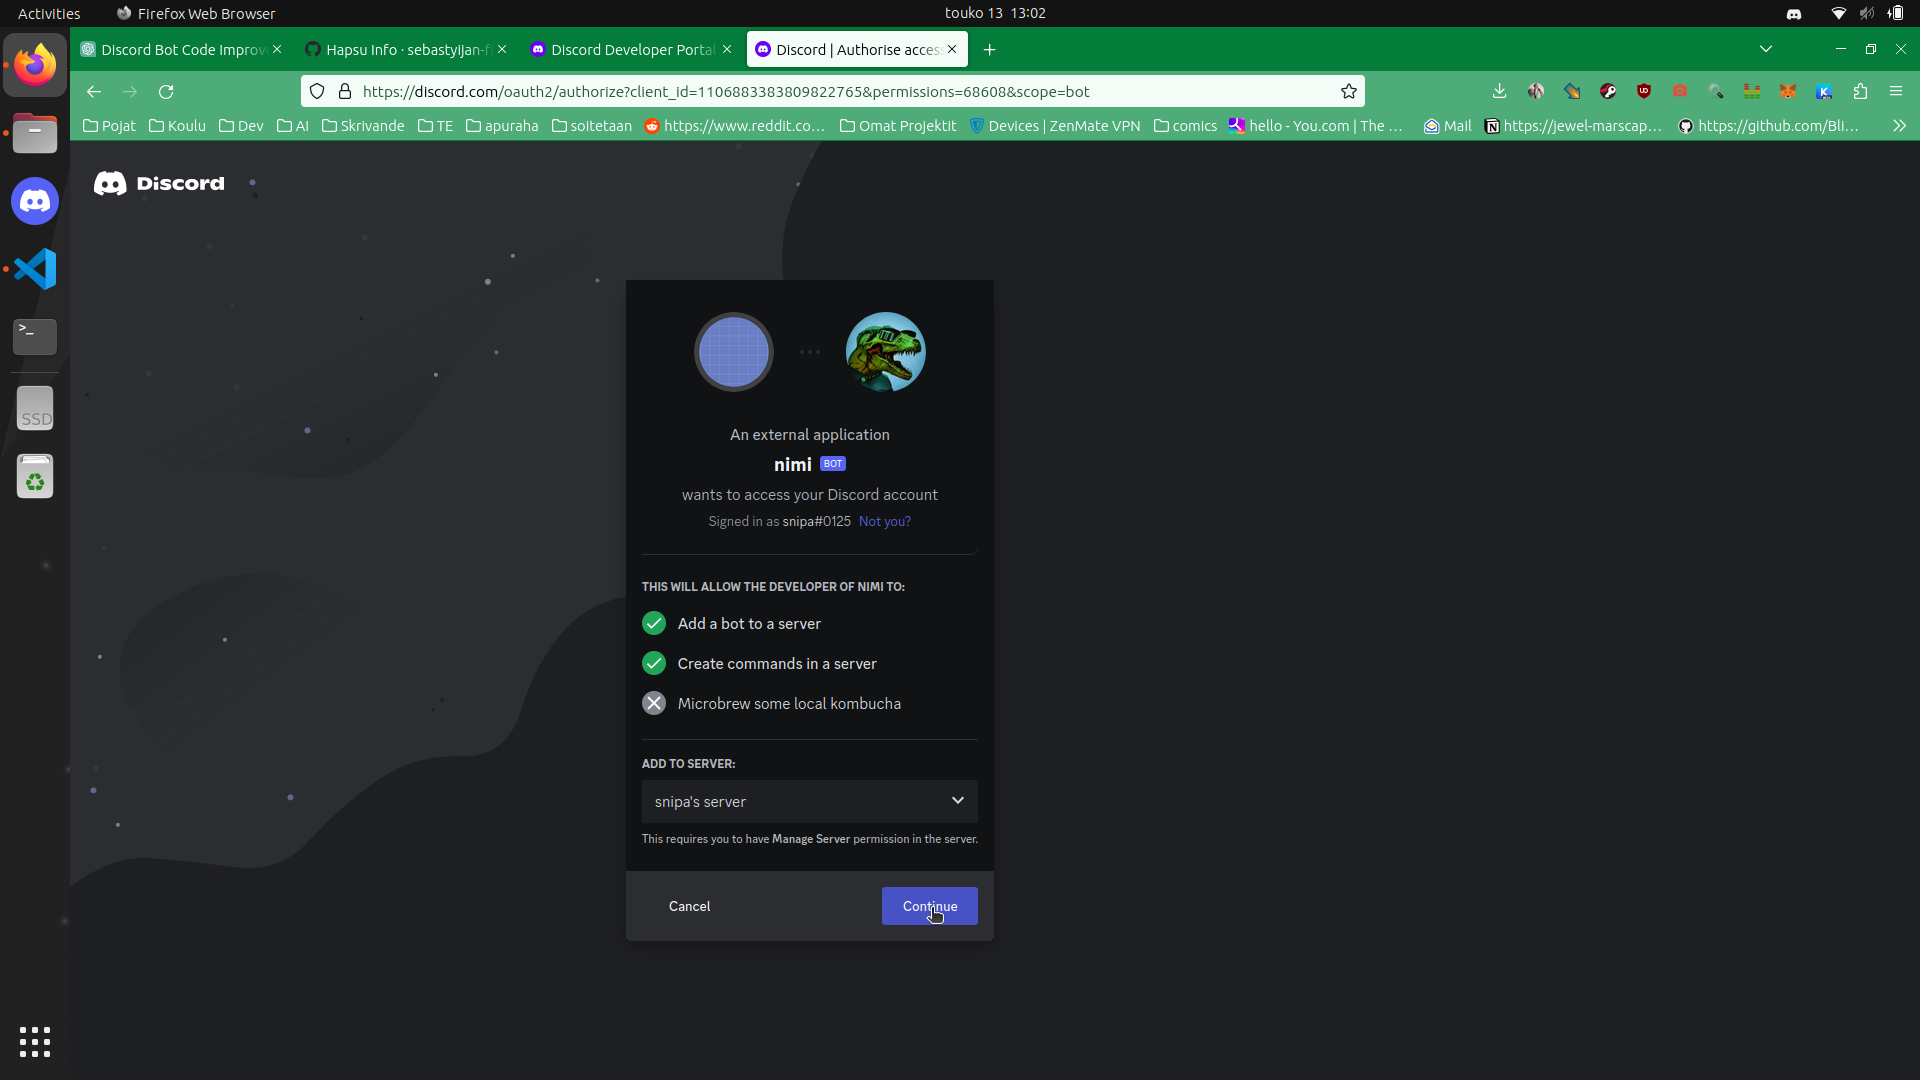 Activities
Firefox Web Browser
touko 13 13:02
Discord Bot Code Improv
Hapsu Info · sebastyijan-f
Discord Developer Portal
Discord | Authorise acces
https://discord.com/oauth2/authorize?client_id=1106883383809822765&permissions=68608&scope=bot
Pojat
Koulu
Dev
AI
Skrivande
TE
apuraha
soitetaan
https://www.reddit.co…
Omat Projektit
Devices | ZenMate VPN
comics
hello - You.com | The …
Mail
https://jewel-marscap…
https://github.com/Bli…
Discord
>_
SSD
An external application
nimi BOT
wants to access your Discord account
Signed in as snipa#0125 Not you?
THIS WILL ALLOW THE DEVELOPER OF NIMI TO:
Add a bot to a server
Create commands in a server
Microbrew some local kombucha
ADD TO SERVER:
snipa's server
This requires you to have Manage Server permission in the server.
Cancel
Continue